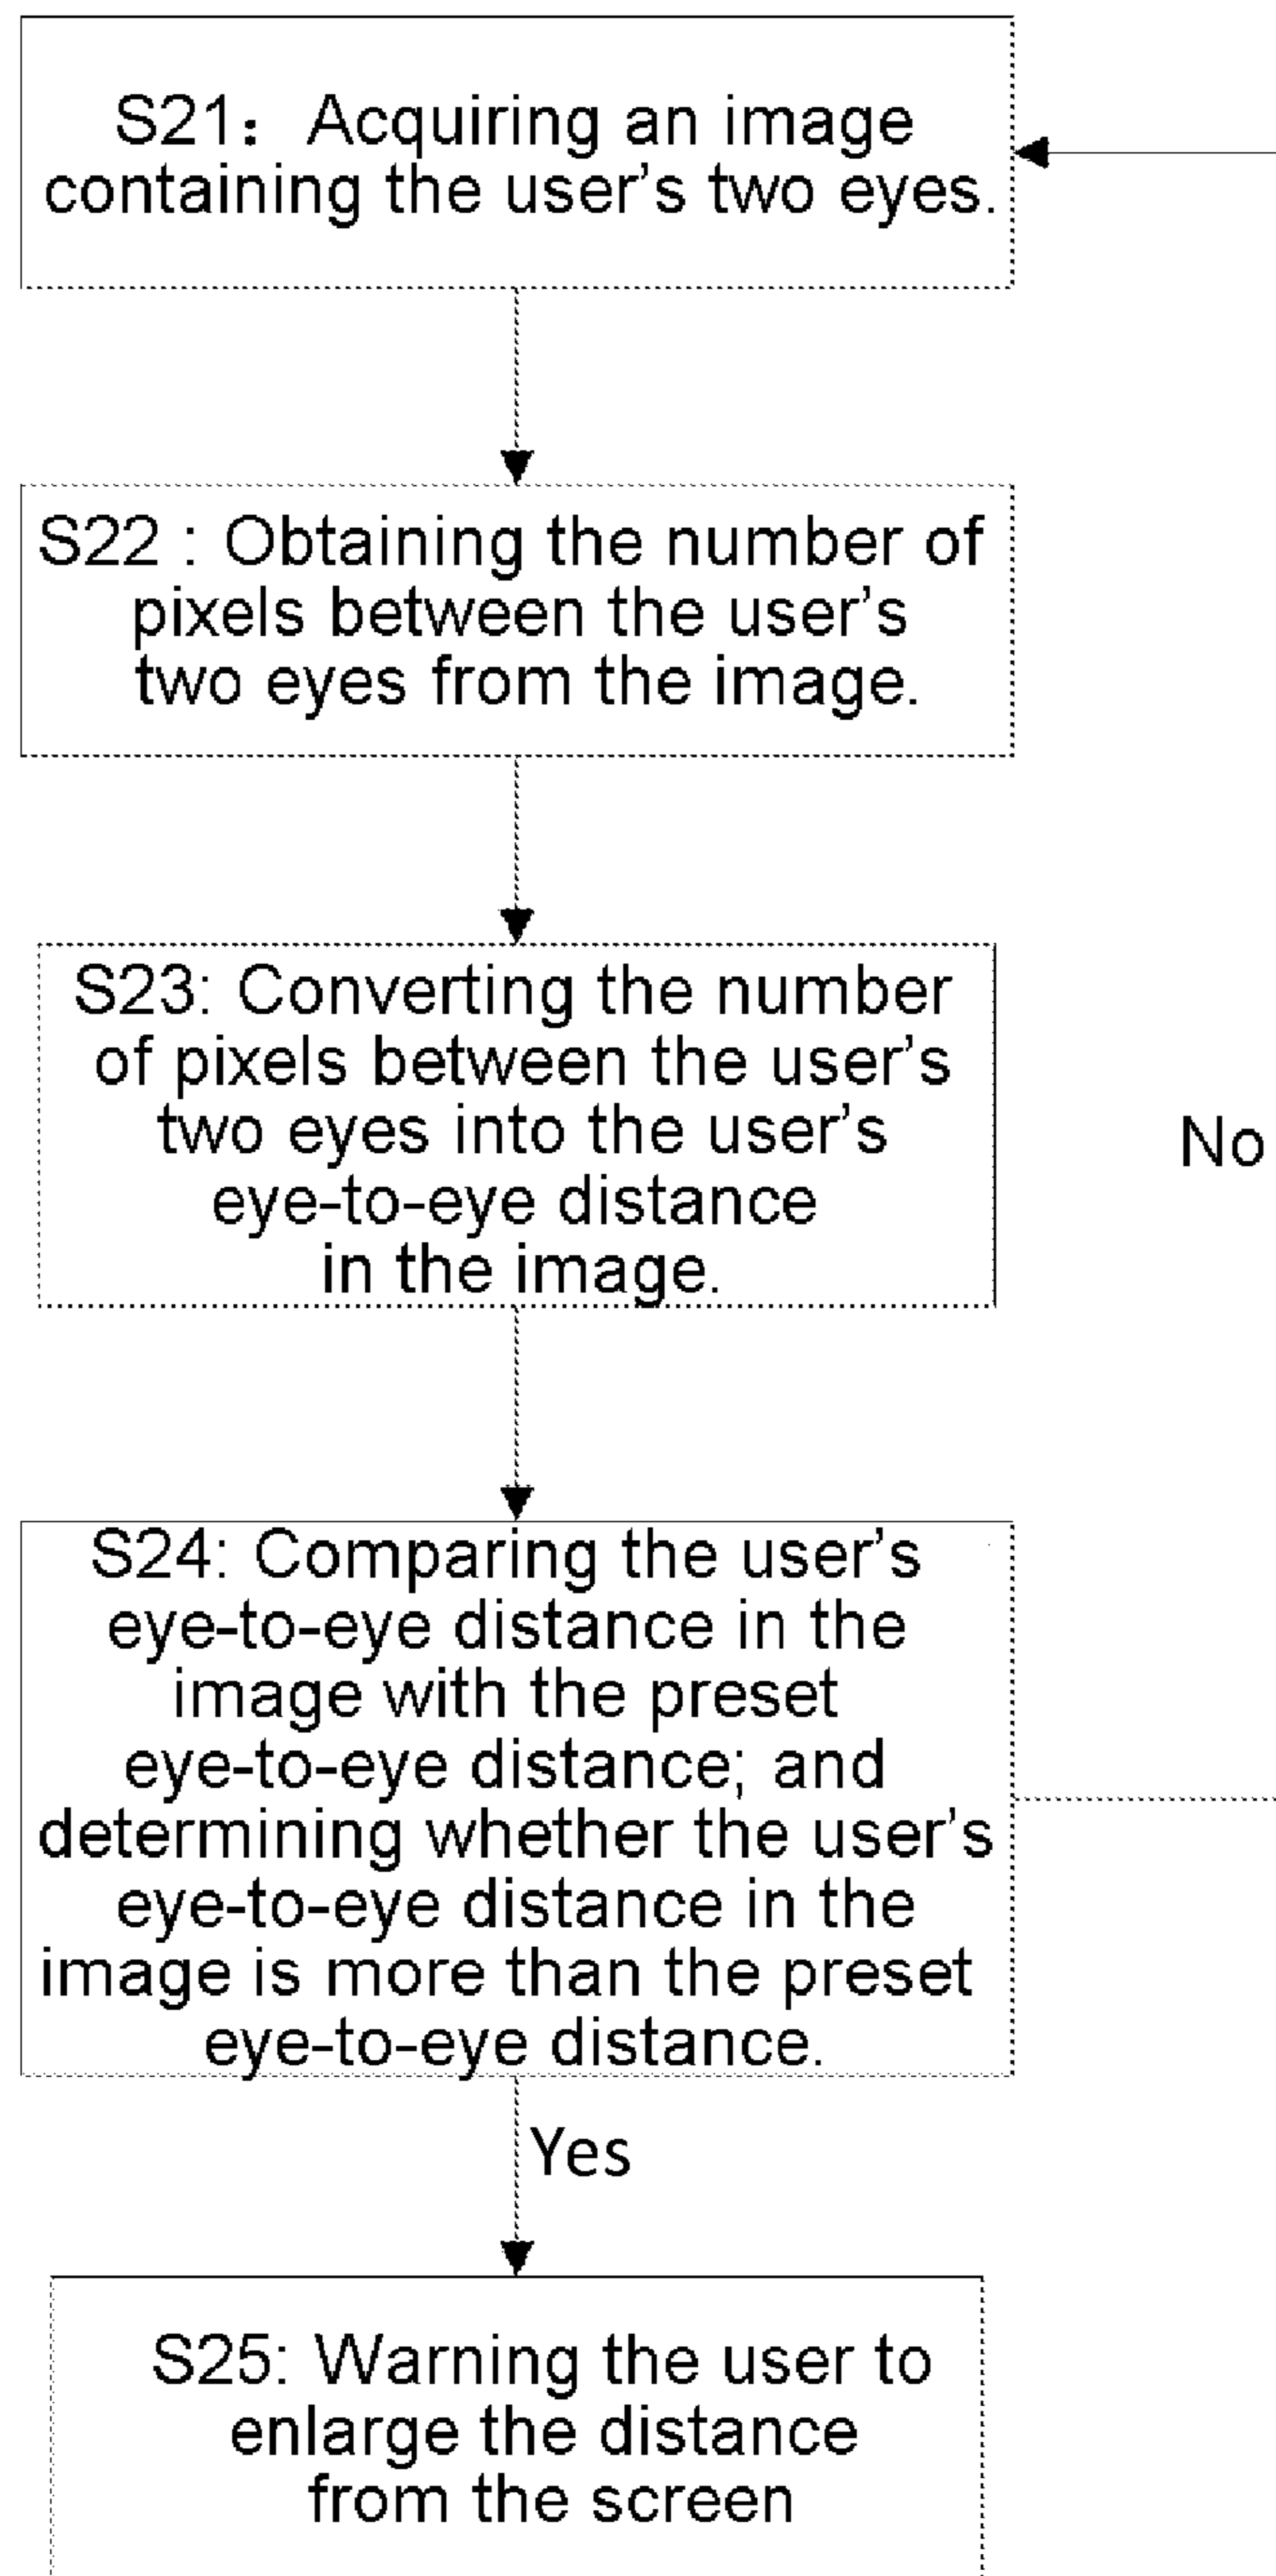 S21: Acquiring an image
containing the user's two eyes.
S22 : Obtaining the number of
pixels between the user's
two eyes from the image.
S23: Converting the number
of pixels between the user's
two eyes into the user's
eye-to-eye distance
in the image.
No
S24: Comparing the user's
eye-to-eye distance in the
image with the preset
eye-to-eye distance; and
determining whether the user's
eye-to-eye distance in the
image is more than the preset
eye-to-eye distance.
Yes
S25: Warning the user to
enlarge the distance
from the screen